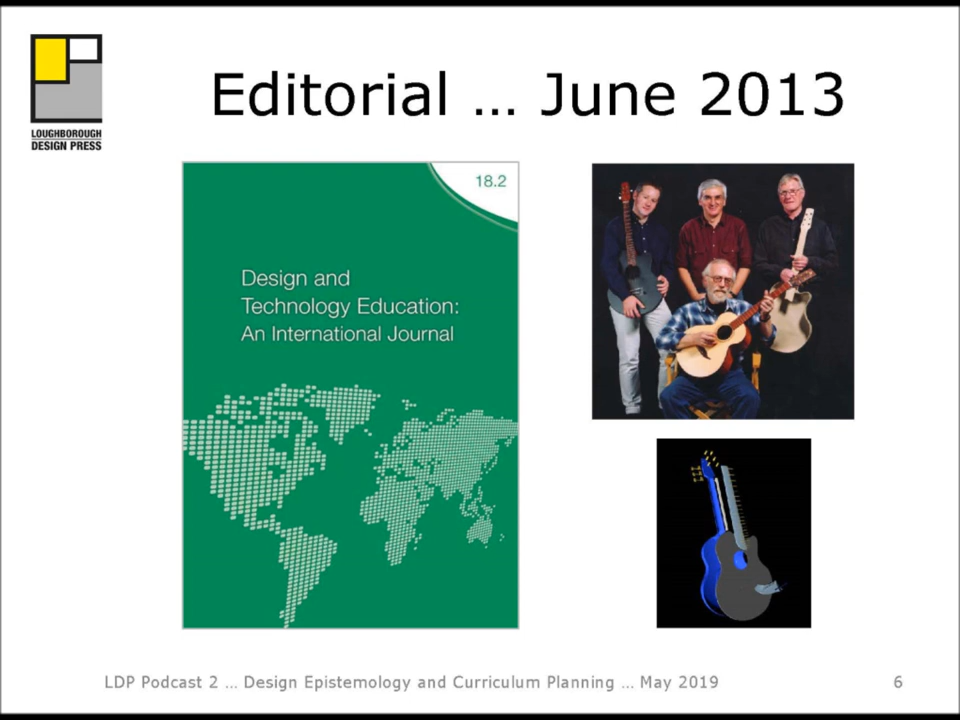 LOUGHBOROUGH
DESIGN PRESS
Editorial ... June 2013
18.2
Design and
Technology Education:
An International Journal
LDP Podcast 2 ... Design Epistemology and Curriculum Planning ... May 2019
6